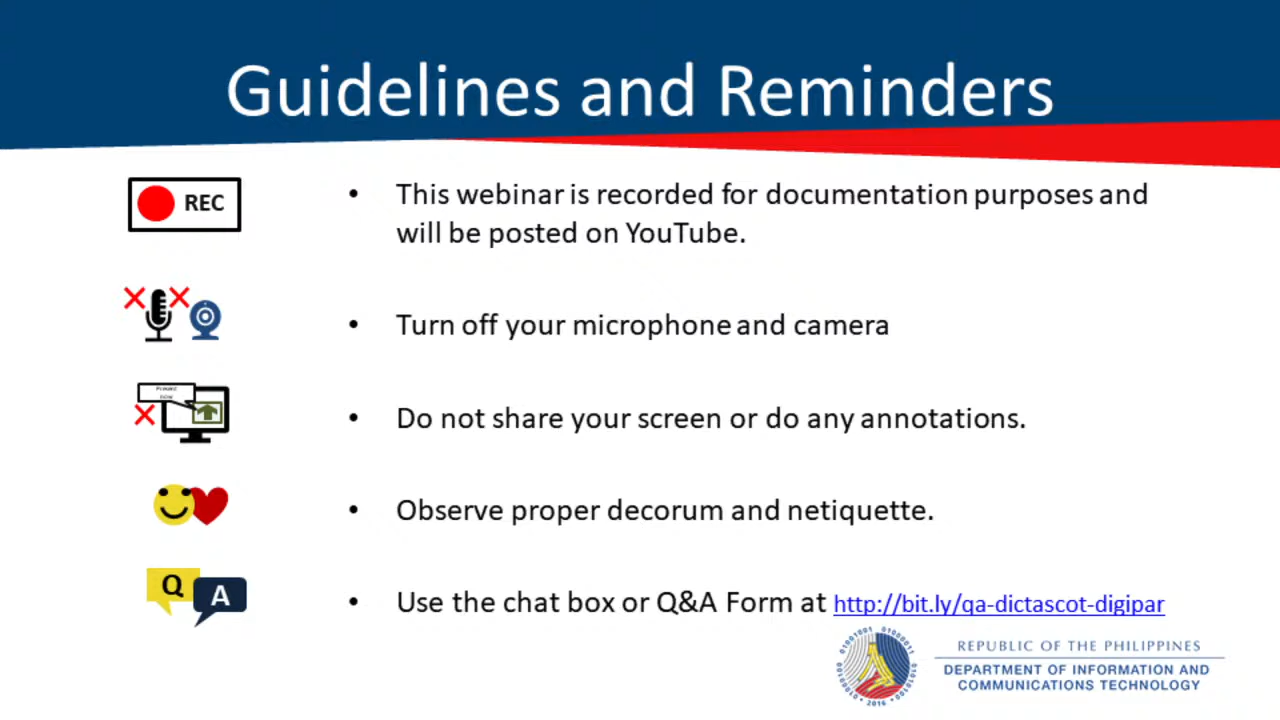 Guidelines and Reminders
REC
• This webinar is recorded for documentation purposes and
will be posted on YouTube.
• Turn off your microphone and camera
Present
now
• Do not share your screen or do any annotations.
• Observe proper decorum and netiquette.
Q
A
• Use the chat box or Q&A Form at http://bit.ly/qa-dictascot-digipar
REPUBLIC OF THE PHILIPPINES
DEPARTMENT OF INFORMATION AND
COMMUNICATIONS TECHNOLOGY
2016